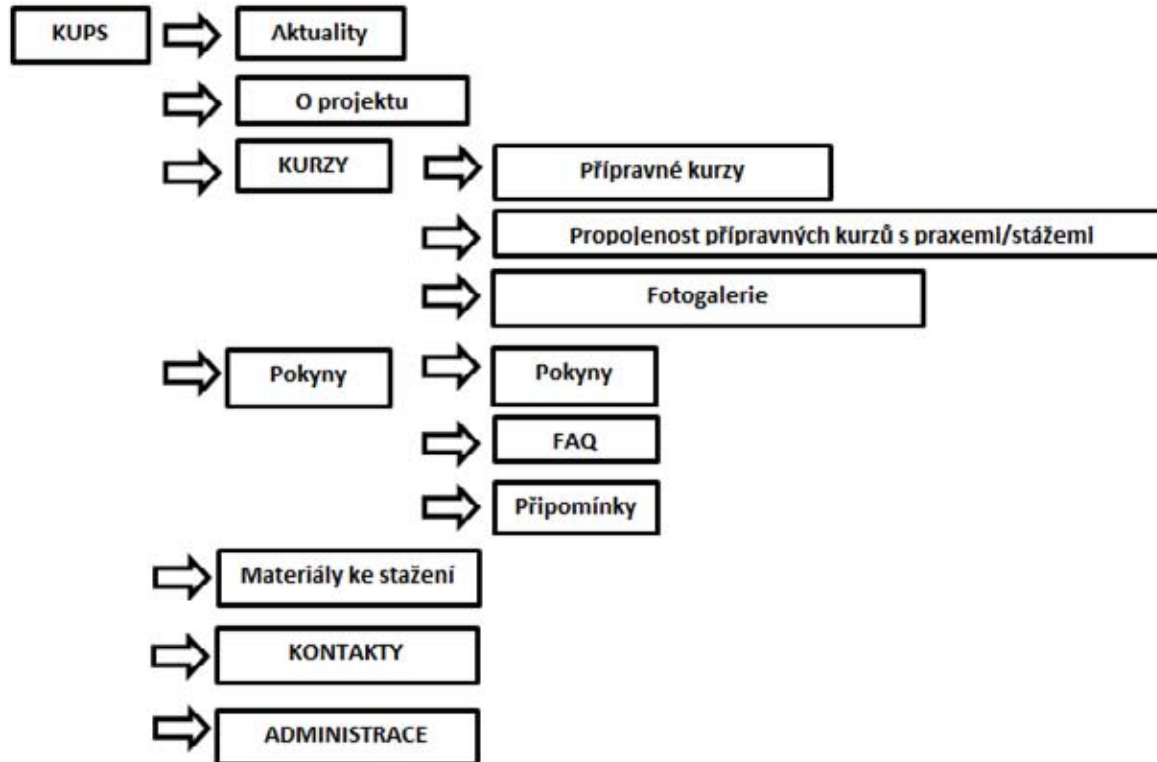 KUPS
Aktuality
O projektu
KURZY
Přípravné kurzy
Propojenost přípravných kurzů s praxemi/stážemi
Fotogalerie
Pokyny
Pokyny
FAQ
Připomínky
Materiály ke stažení
KONTAKTY
ADMINISTRACE